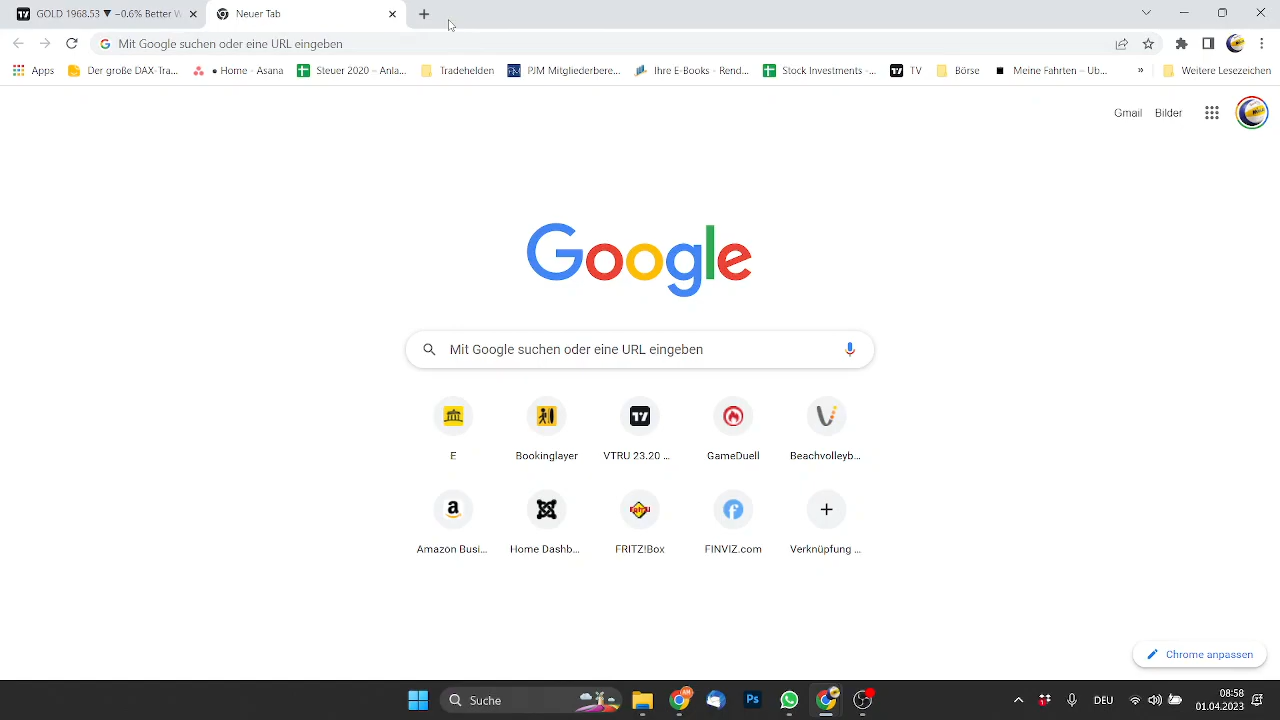 GOLD 1968.53 ▼ −0.6% Better W
Neuer Tab
Mit Google suchen oder eine URL eingeben
Apps
Der große DAX-Tra...
● Home - Asana
Steuer 2020 – Anla...
Tradehelden
PJM Mitgliederbere...
Ihre E-Books - Rend...
Stock Investments -...
TV
Börse
Meine Fahrten – Ub...
»
Weitere Lesezeichen
Gmail
Bilder
Google
Mit Google suchen oder eine URL eingeben
E
Bookinglayer
VTRU 23.20 ...
GameDuell
Beachvolleyb...
Amazon Busi...
Home Dashb...
FRITZ!Box
FINVIZ.com
Verknüpfung ...
Chrome anpassen
Suche
Ps
DEU
08:58
01.04.2023